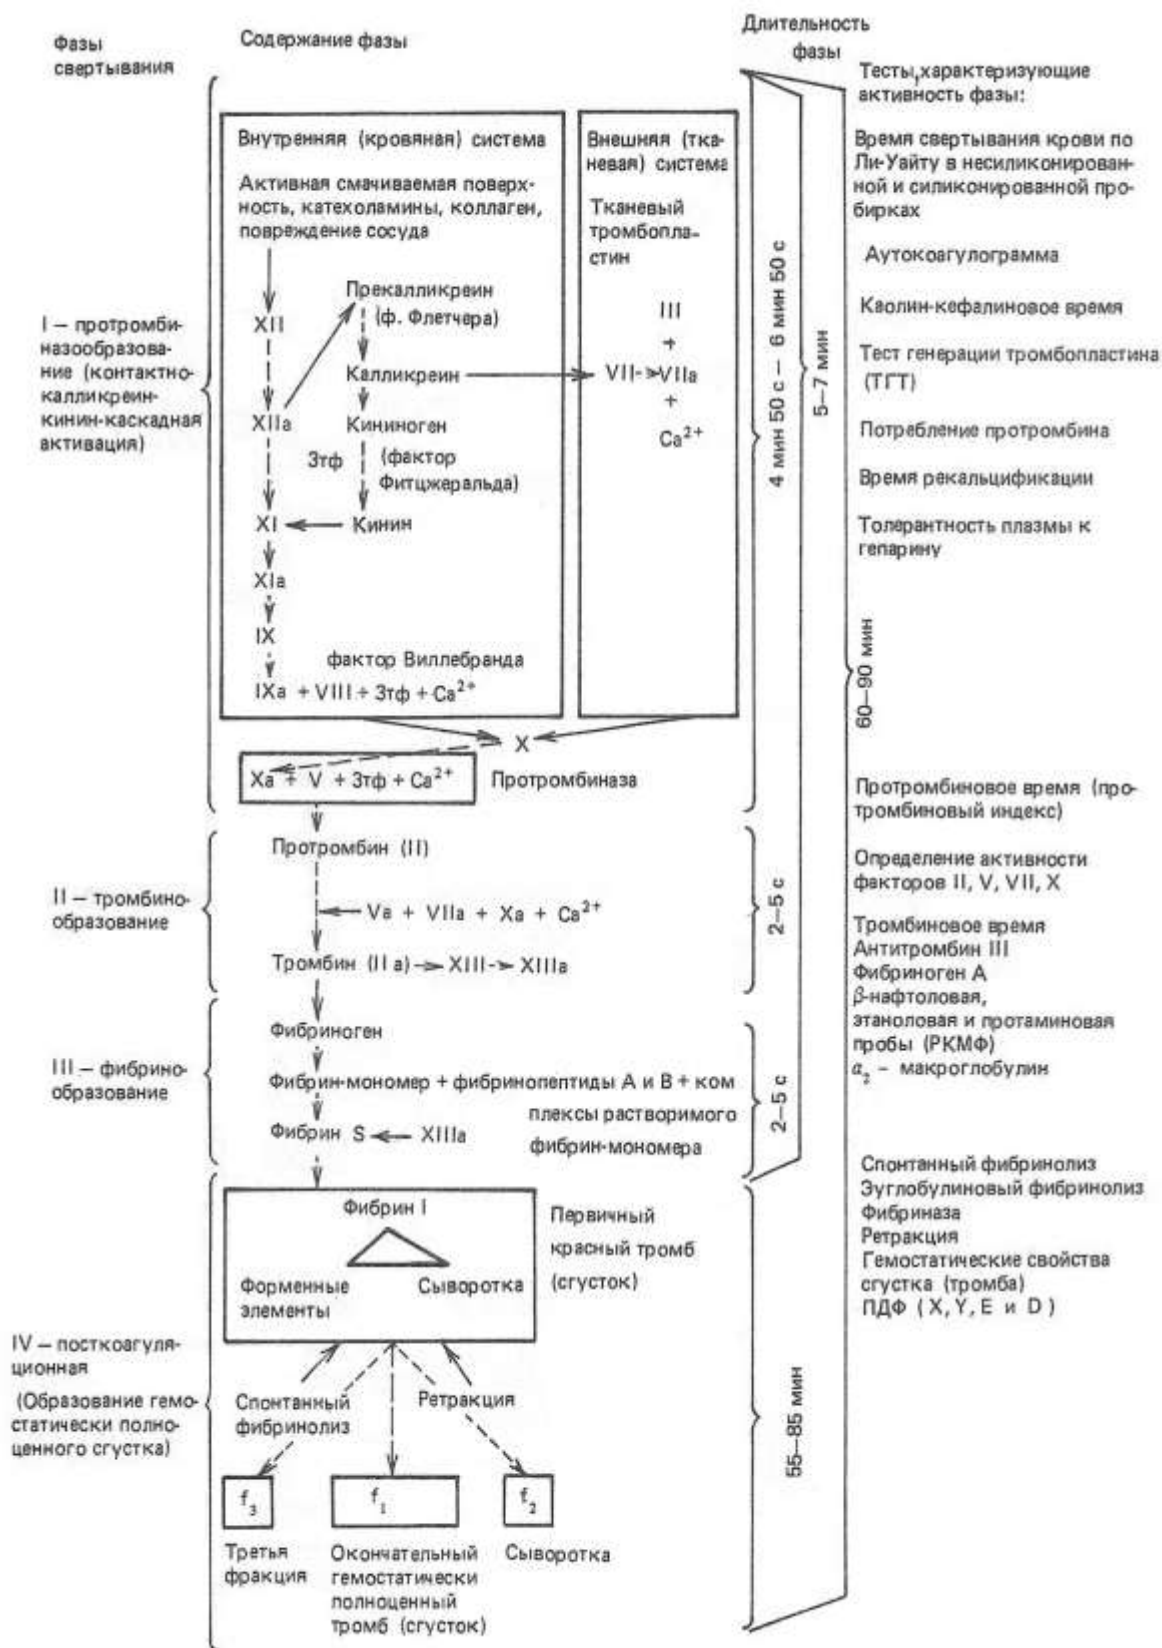 Фазы
свертывания
Содержание фазы
Длительность
фазы
Тесты,характеризующие
активность фазы:
I — протромби-
назообразова-
ние (контактно-
калликреин-
кинин-каскадная
активация)
Внутренняя (кровяная) система
Активная смачиваемая поверх-
ность, катехоламины, коллаген,
повреждение сосуда
XII
Прекалликреин
(ф. Флетчера)
Калликреин
XIIa
Кининоген
3тф
(фактор
Фитцжеральда)
XI
Кинин
XIa
IX
фактор Виллебранда
IXa + VIII + 3тф + Ca²⁺
Внешняя (тка-
невая) система
Тканевый
тромбопла-
стин
III
+
VII VIIa
+
Ca²⁺
X
Xa + V + 3тф + Ca²⁺
Протромбиназа
4 мин 50 с — 6 мин 50 с
5—7 мин
60—90 мин
Время свертывания крови по
Ли-Уайту в несиликонирован-
ной и силиконированной про-
бирках
Аутокоагулограмма
Каолин-кефалиновое время
Тест генерации тромбопластина
(ТГТ)
Потребление протромбина
Время рекальцификации
Толерантность плазмы к
гепарину
II — тромбино-
образование
Протромбин (II)
Va + VIIa + Xa + Ca²⁺
Тромбин (II a) XIII XIIIa
2—5 с
Протромбиновое время (про-
тромбиновый индекс)
Определение активности
факторов II, V, VII, X
Тромбиновое время
Антитромбин III
Фибриноген А
β-нафтоловая,
этаноловая и протаминовая
пробы (РКМФ)
α₂ – макроглобулин
III — фибрино-
образование
Фибриноген
Фибрин-мономер + фибринопептиды А и В + ком
плексы растворимого
фибрин-мономера
Фибрин S XIIIa
2—5 с
IV — посткоагуля-
ционная
(Образование гемо-
статически полно-
ценного сгустка)
Фибрин I
Форменные
элементы
Сыворотка
Первичный
красный тромб
(сгусток)
Спонтанный
фибринолиз
Ретракция
f₃
f₁
f₂
Третья
фракция
Окончательный
гемостатически
полноценный
тромб (сгусток)
Сыворотка
55—85 мин
Спонтанный фибринолиз
Эуглобулиновый фибринолиз
Фибриназа
Ретракция
Гемостатические свойства
сгустка (тромба)
ПДФ ( X, Y, E и D )